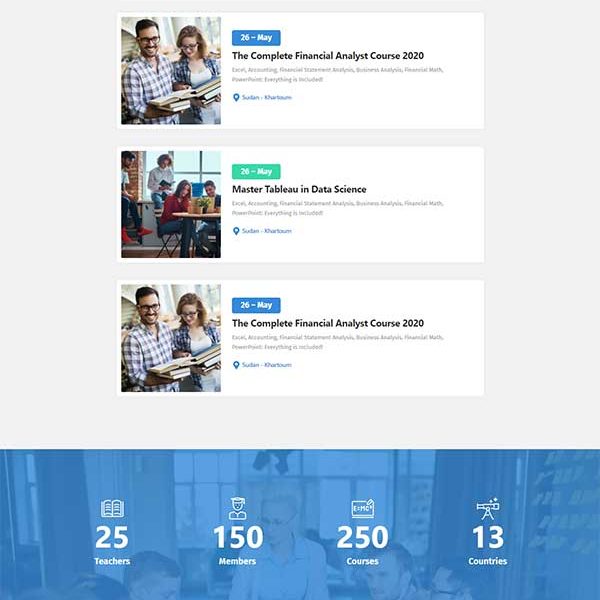 26 – May
The Complete Financial Analyst Course 2020
Excel, Accounting, Financial Statement Analysis, Business Analysis, Financial Math,
PowerPoint: Everything is Included!
Sudan - Khartoum
26 – May
Master Tableau in Data Science
Excel, Accounting, Financial Statement Analysis, Business Analysis, Financial Math,
PowerPoint: Everything is Included!
Sudan - Khartoum
26 – May
The Complete Financial Analyst Course 2020
Excel, Accounting, Financial Statement Analysis, Business Analysis, Financial Math,
PowerPoint: Everything is Included!
Sudan - Khartoum
E=MC²
25 150 250 13
Teachers Members Courses Countries